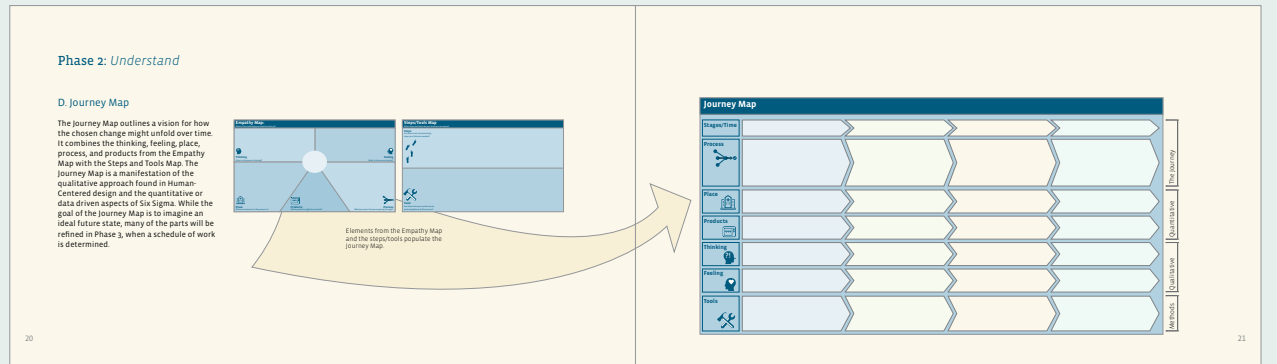 Phase 2: Understand
D. Journey Map
The Journey Map outlines a vision for how
the chosen change might unfold over time.
It combines the thinking, feeling, place,
process, and products from the Empathy
Map with the Steps and Tools Map. The
Journey Map is a manifestation of the
qualitative approach found in Human-
Centered design and the quantitative or
data driven aspects of Six Sigma. While the
goal of the Journey Map is to imagine an
ideal future state, many of the parts will be
refined in Phase 3, when a schedule of work
is determined.
Empathy Map
Thinking
Feeling
Place
Products
Process
Steps/Tools Map
Steps
Tools
Elements from the Empathy Map
and the steps/tools populate the
Journey Map.
20
Journey Map
Stages/Time
Process
Place
Products
Thinking
Feeling
Tools
The Journey
Quantitative
Qualitative
Methods
21